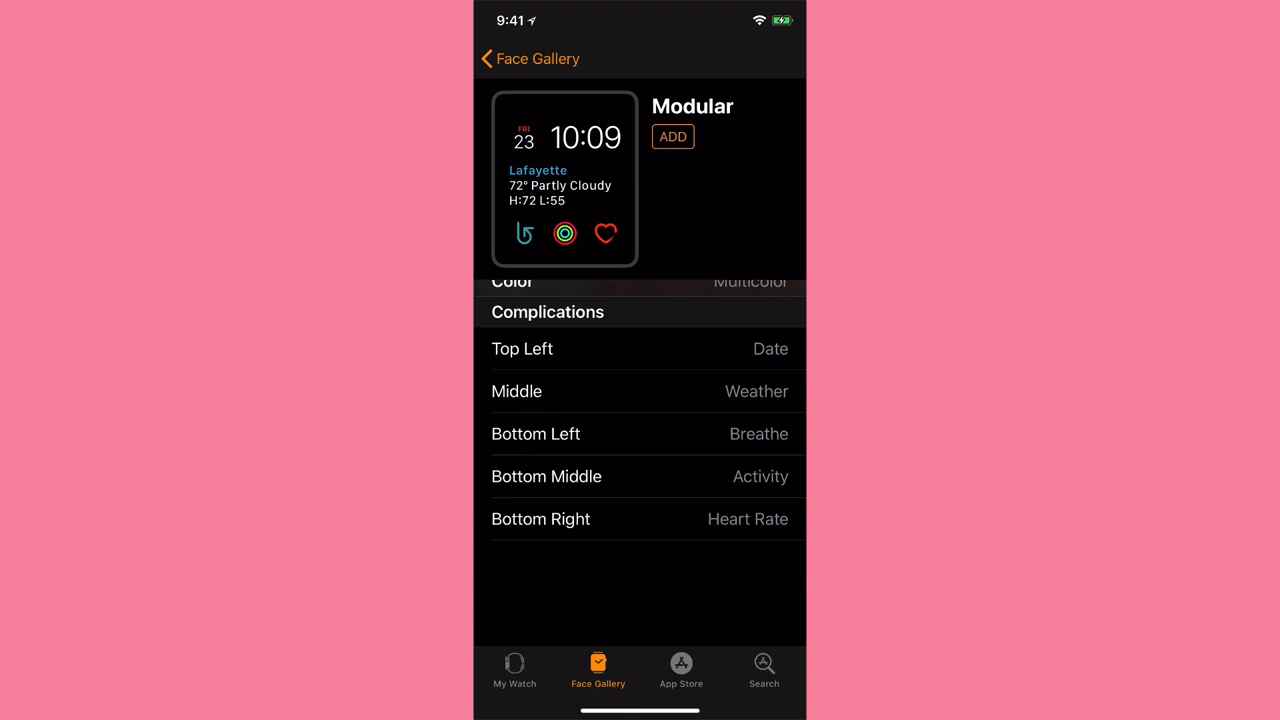 9:41
Face Gallery
Modular
ADD
FRI
23 10:09
Lafayette
72° Partly Cloudy
H:72 L:55
Color Multicolor
Complications
Top Left Date
Middle Weather
Bottom Left Breathe
Bottom Middle Activity
Bottom Right Heart Rate
My Watch Face Gallery App Store Search